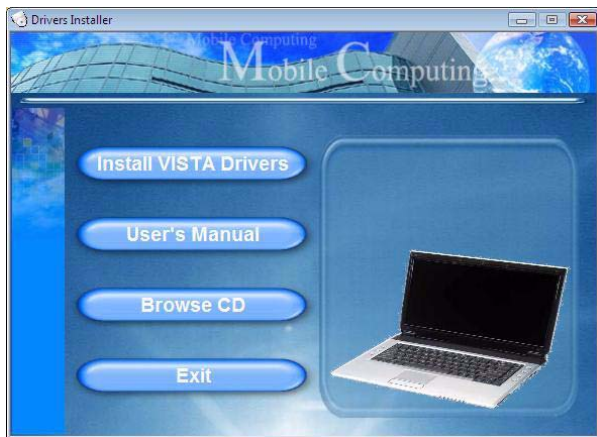 Drivers Installer
Mobile Computing
Mobile Computing
Install VISTA Drivers
User's Manual
Browse CD
Exit